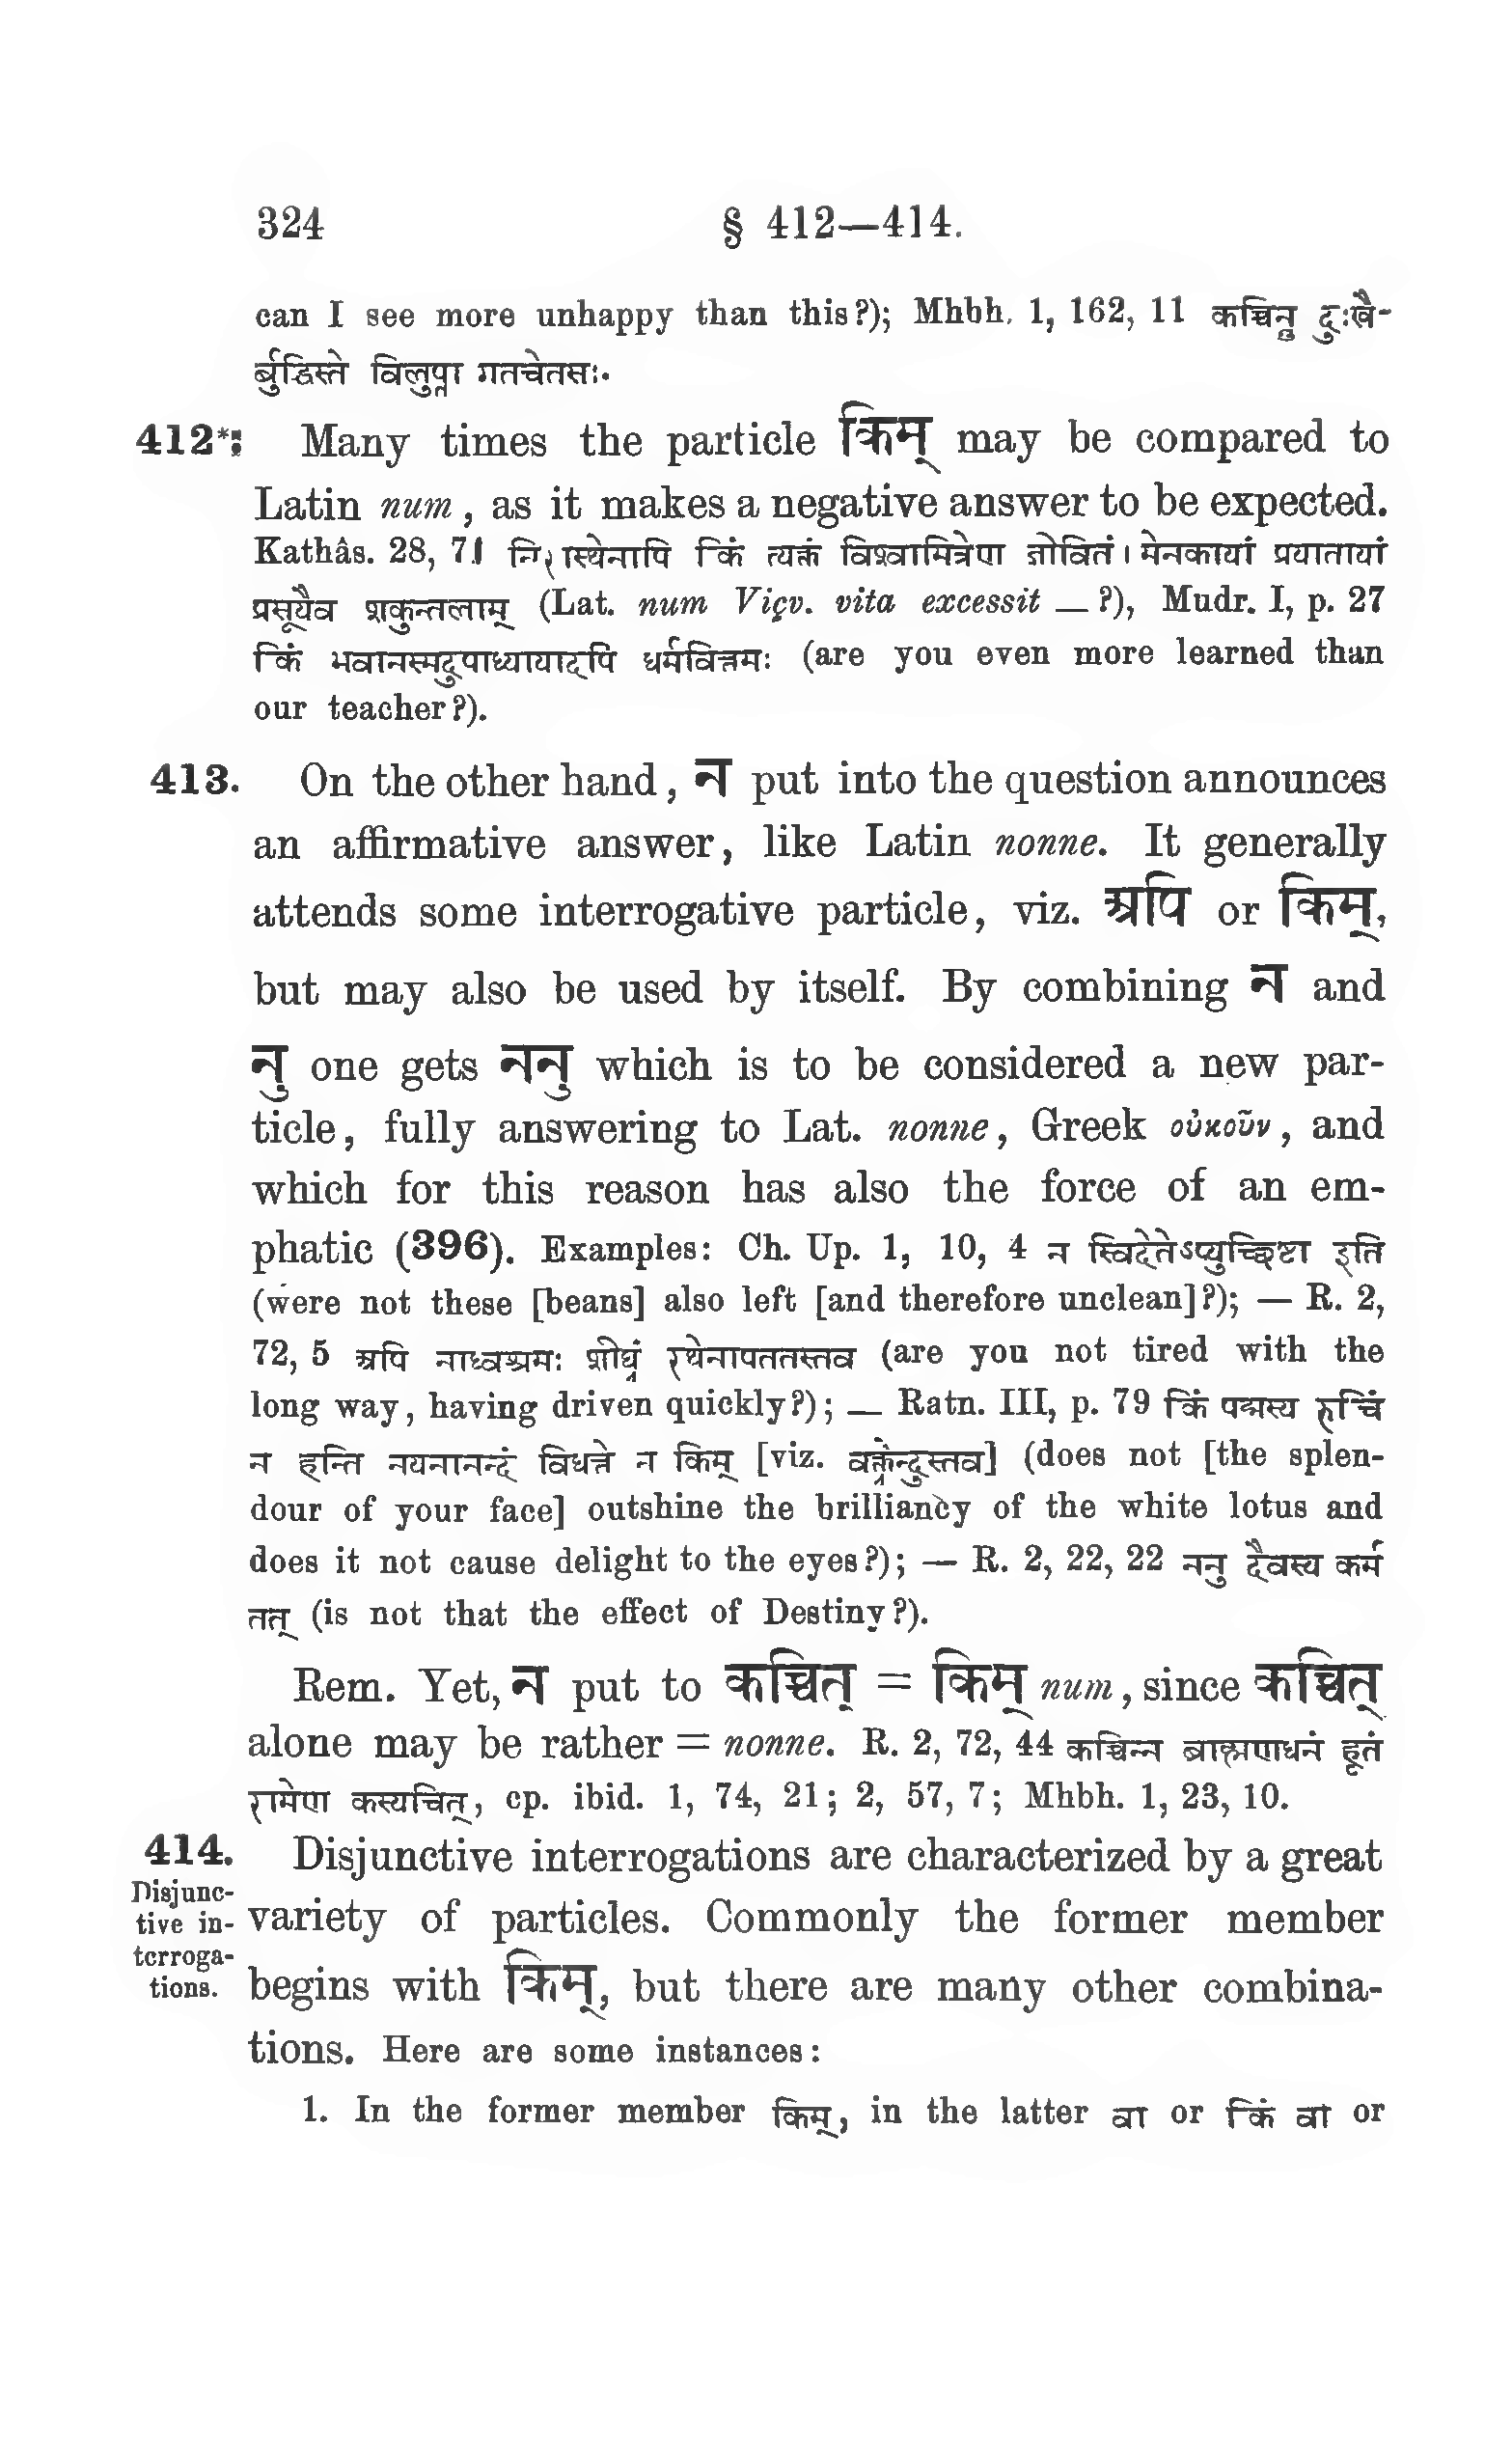 324 § 412—414.
can I see more unhappy than this?); Mhbh. 1, 162, 11 कच्चिन्नु दुःखै-
र्बुद्धिस्ते विलुप्ता गतचेतसः.
412*: Many times the particle किम् may be compared to
Latin num, as it makes a negative answer to be expected.
Kathâs. 28, 71 किं त्यक्तं विश्वामित्रेण जीवितं । मेनकायां प्रयातायां
प्रसूयैव शकुन्तलाम् (Lat. num Viçv. vita excessit — ?), Mudr. I, p. 27
किं भवानस्मदुपाध्यायादपि धर्मवित्तमः (are you even more learned than
our teacher?).
413. On the other hand, न put into the question announces
an affirmative answer, like Latin nonne. It generally
attends some interrogative particle, viz. अपि or किम्,
but may also be used by itself. By combining न and
नु one gets ननु which is to be considered a new par-
ticle, fully answering to Lat. nonne, Greek οὐκοῦν, and
which for this reason has also the force of an em-
phatic (396). Examples: Ch. Up. 1, 10, 4 न स्विदेतेऽप्युच्छिष्टा इति
(were not these [beans] also left [and therefore unclean]?); — R. 2,
72, 5 अपि नाध्वश्रमः शीघ्रं रथेनापततस्तव (are you not tired with the
long way, having driven quickly?); — Ratn. III, p. 79 किं पद्मस्य रुचिं
न हन्ति नयनानन्दं विधत्ते न किम् [viz. वक्त्रेन्दुस्तव] (does not [the splen-
dour of your face] outshine the brilliancy of the white lotus and
does it not cause delight to the eyes?); — R. 2, 22, 22 ननु दैवस्य कर्म
तत् (is not that the effect of Destiny?).
Rem. Yet, न put to कच्चित् = किम् num, since कच्चित्
alone may be rather = nonne. R. 2, 72, 44 कच्चिन्न ब्राह्मणधनं हृतं
रामेण कस्यचित्, cp. ibid. 1, 74, 21; 2, 57, 7; Mhbh. 1, 23, 10.
414. Disjunctive interrogations are characterized by a great
Disjunc-
tive in-
terroga-
tions.
variety of particles. Commonly the former member
begins with किम्, but there are many other combina-
tions. Here are some instances:
1. In the former member किम्, in the latter वा or किं वा or